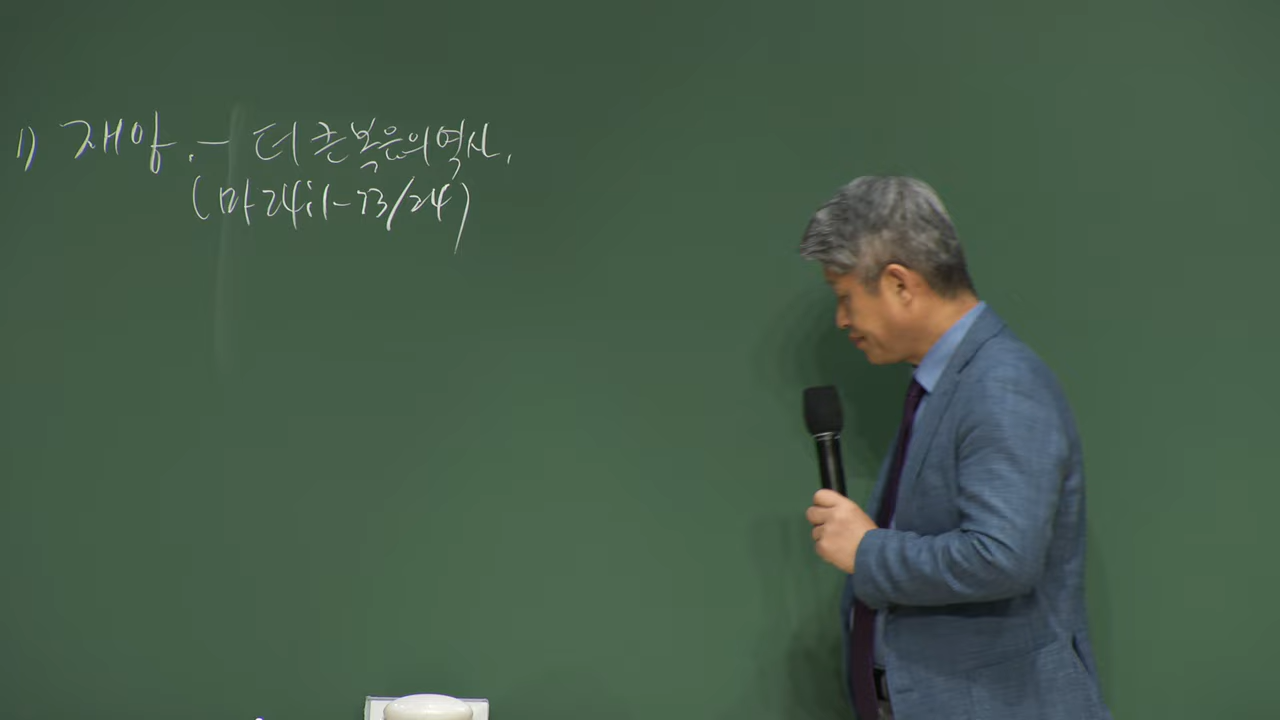 1) 재앙.- 더 큰 복음의 역사.
(마 24:1-13/24)